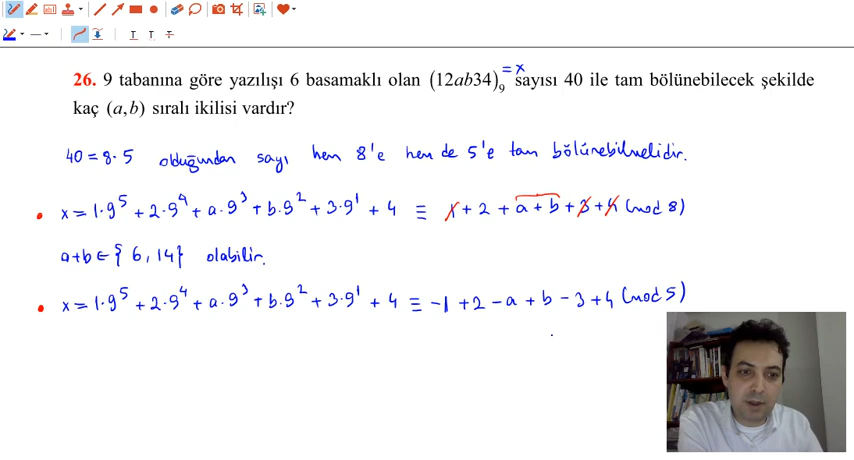 26. 9 tabanına göre yazılışı 6 basamaklı olan (12ab34)₉ = x sayısı 40 ile tam bölünebilecek şekilde
kaç (a,b) sıralı ikilisi vardır?
40 = 8·5 olduğundan sayı hem 8'e hem de 5'e tam bölünebilmelidir.
• x = 1·9⁵ + 2·9⁴ + a·9³ + b·9² + 3·9¹ + 4 ≡ 1 + 2 + a + b + 3 + 4 (mod 8)
a+b ∈ {6, 14} olabilir.
• x = 1·9⁵ + 2·9⁴ + a·9³ + b·9² + 3·9¹ + 4 ≡ -1 + 2 - a + b - 3 + 4 (mod 5)